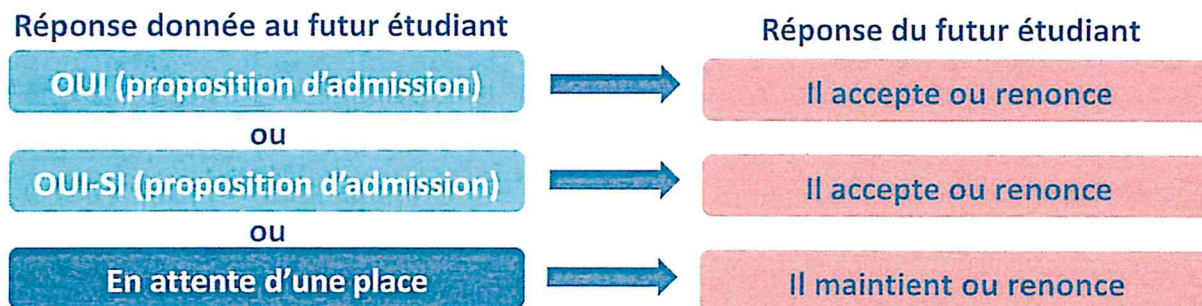 Réponse donnée au futur étudiant
Réponse du futur étudiant
OUI (proposition d'admission)
Il accepte ou renonce
ou
OUI-SI (proposition d'admission)
Il accepte ou renonce
ou
En attente d'une place
Il maintient ou renonce